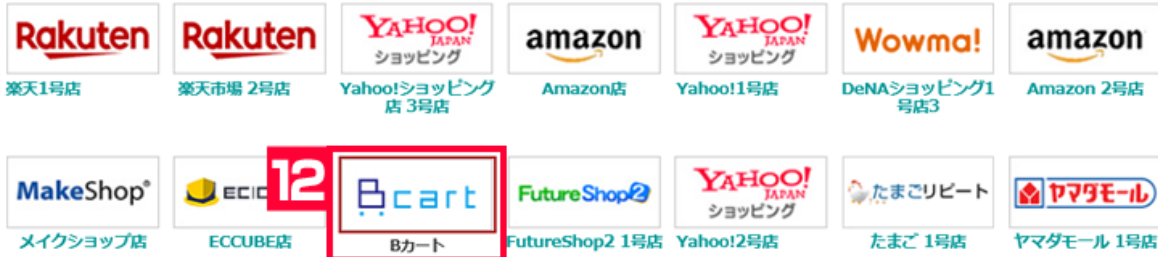 Rakuten
Rakuten
YAHOO!
JAPAN
ショッピング
amazon
YAHOO!
JAPAN
ショッピング
Wowma!
amazon
楽天1号店
楽天市場 2号店
Yahoo!ショッピング
店 3号店
Amazon店
Yahoo!1号店
DeNAショッピング1
号店3
Amazon 2号店
MakeShop®
ECC
12
Bcart
FutureShop2
YAHOO!
JAPAN
ショッピング
たまごリピート
ヤマダモール
メイクショップ店
ECCUBE店
Bカート
FutureShop2 1号店
Yahoo!2号店
たまご 1号店
ヤマダモール 1号店